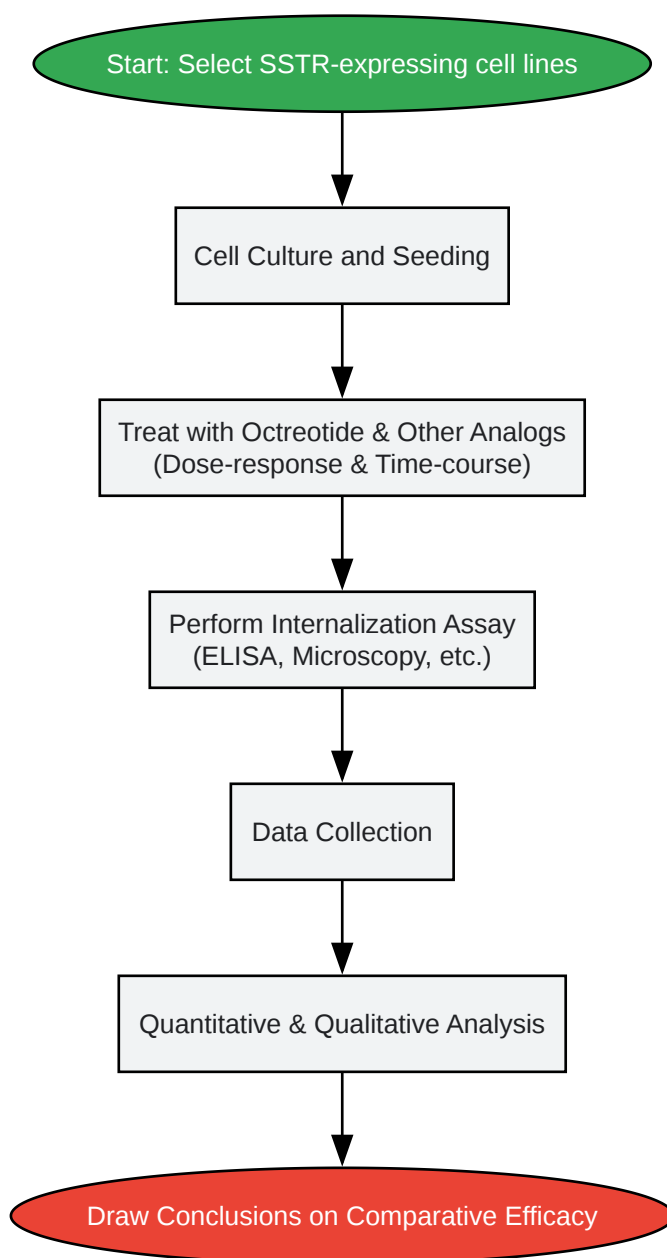 Start: Select SSTR-expressing cell lines
Cell Culture and Seeding
Treat with Octreotide & Other Analogs
(Dose-response & Time-course)
Perform Internalization Assay
(ELISA, Microscopy, etc.)
Data Collection
Quantitative & Qualitative Analysis
Draw Conclusions on Comparative Efficacy